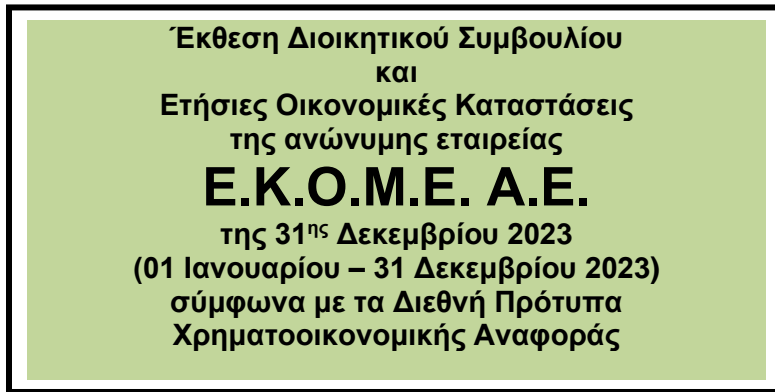 Έκθεση Διοικητικού Συμβουλίου
και
Ετήσιες Οικονομικές Καταστάσεις
της ανώνυμης εταιρείας
Ε.Κ.Ο.Μ.Ε. Α.Ε.
της 31ης Δεκεμβρίου 2023
(01 Ιανουαρίου – 31 Δεκεμβρίου 2023)
σύμφωνα με τα Διεθνή Πρότυπα
Χρηματοοικονομικής Αναφοράς